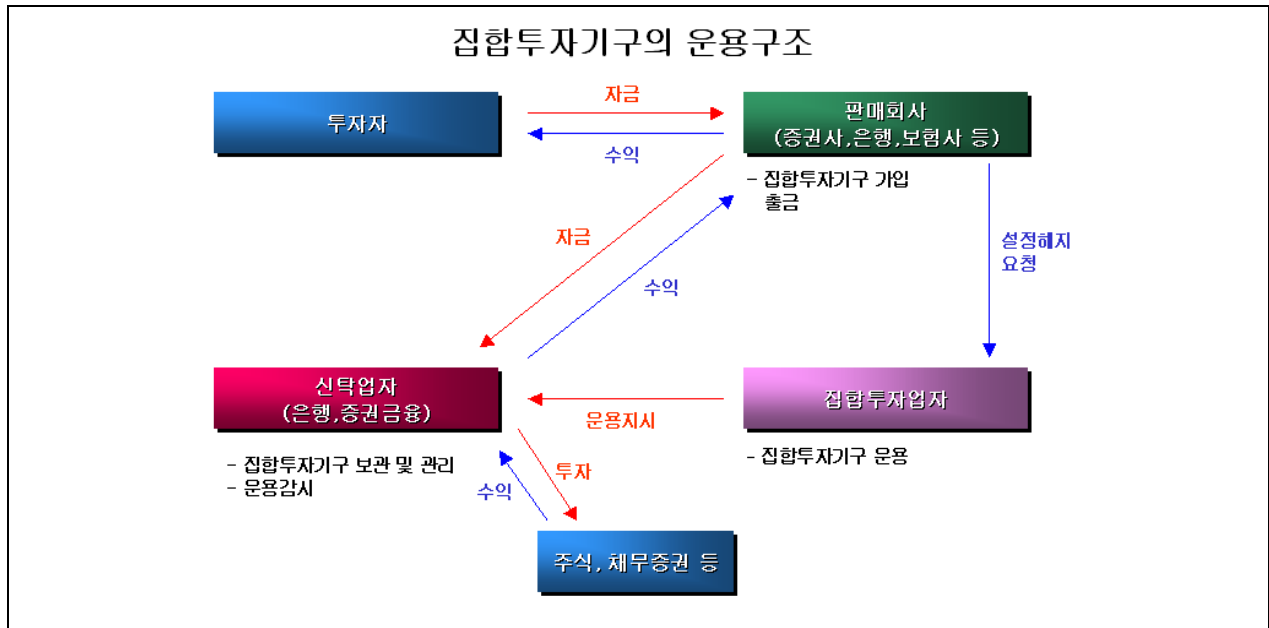 집합투자기구의 운용구조
투자자
자금
수익
판매회사
(증권사,은행,보험사 등)
- 집합투자기구 가입
출금
자금
수익
설정해지
요청
신탁업자
(은행,증권금융)
운용지시
집합투자업자
- 집합투자기구 보관 및 관리
- 운용감시
- 집합투자기구 운용
수익
투자
주식, 채무증권 등